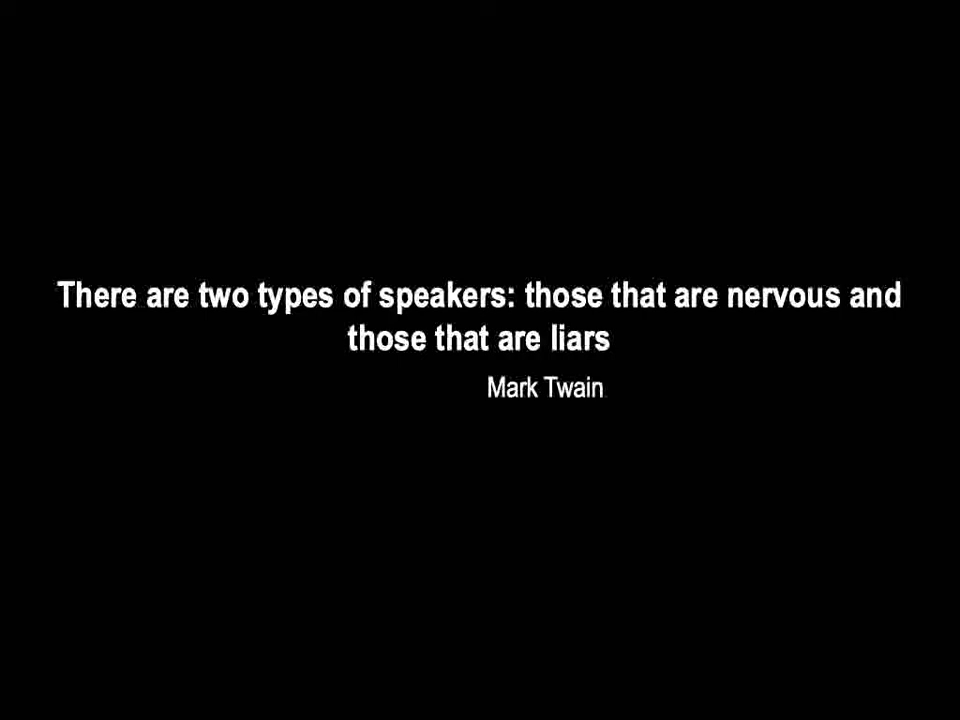 There are two types of speakers: those that are nervous and
those that are liars
Mark Twain